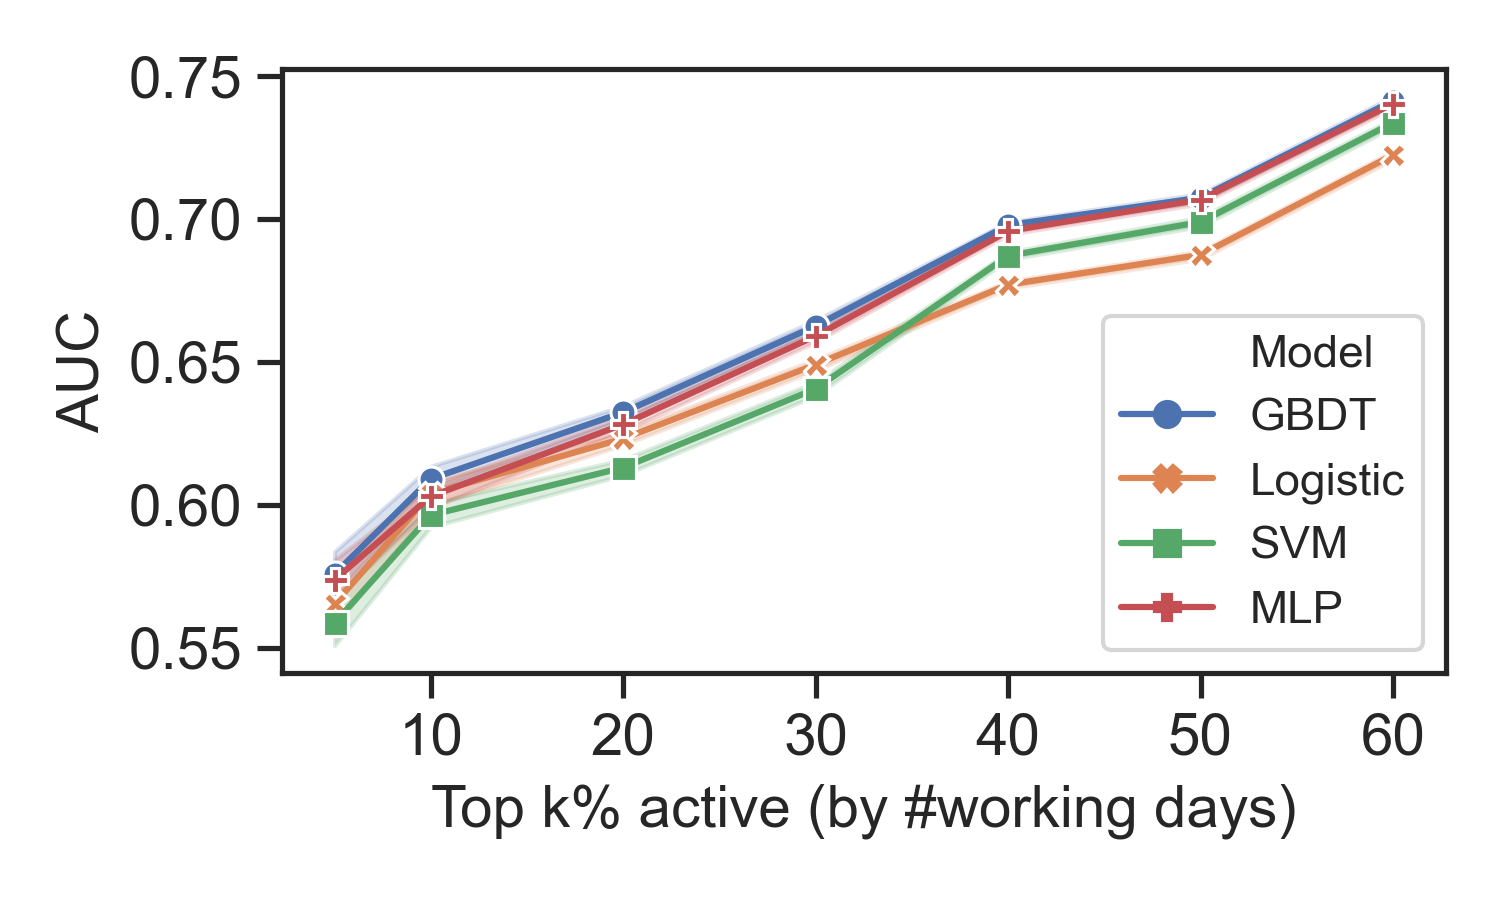 0.75
0.70
0.65
0.60
0.55
AUC
Model
GBDT
Logistic
SVM
MLP
10 20 30 40 50 60
Top k% active (by #working days)